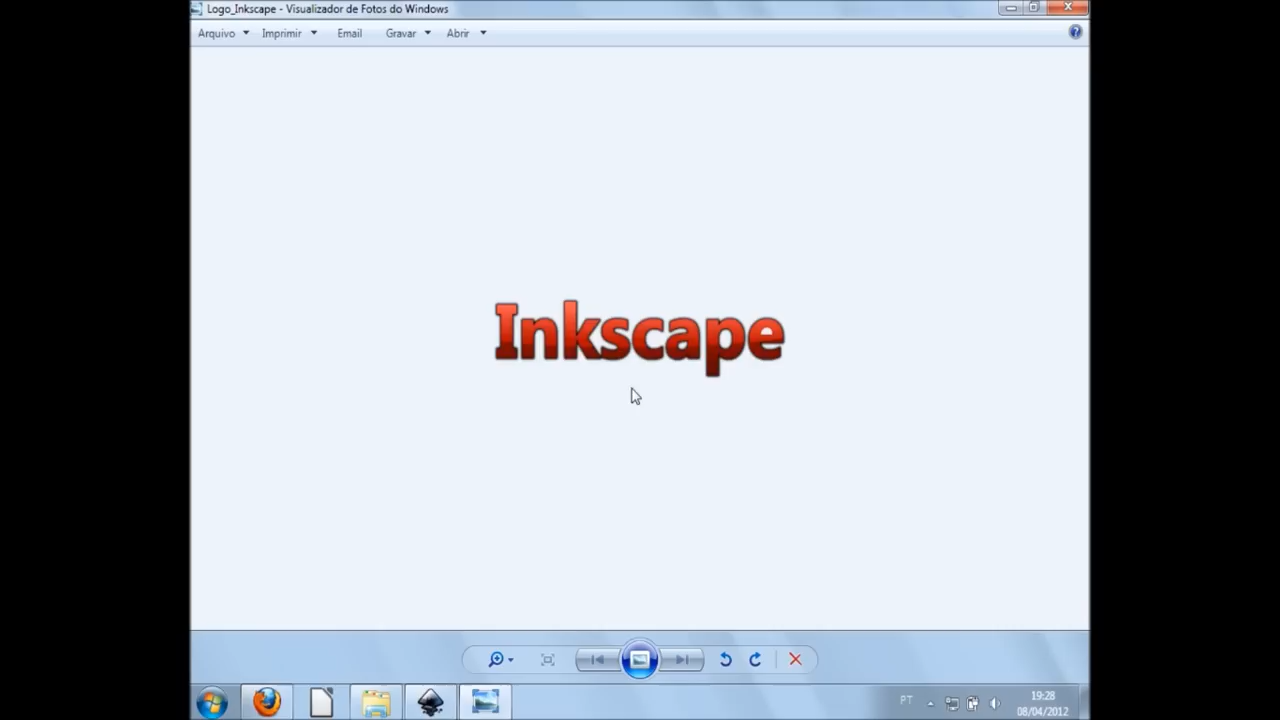 Logo_Inkscape - Visualizador de Fotos do Windows
Arquivo Imprimir Email Gravar Abrir
Inkscape
PT
19:28
08/04/2012